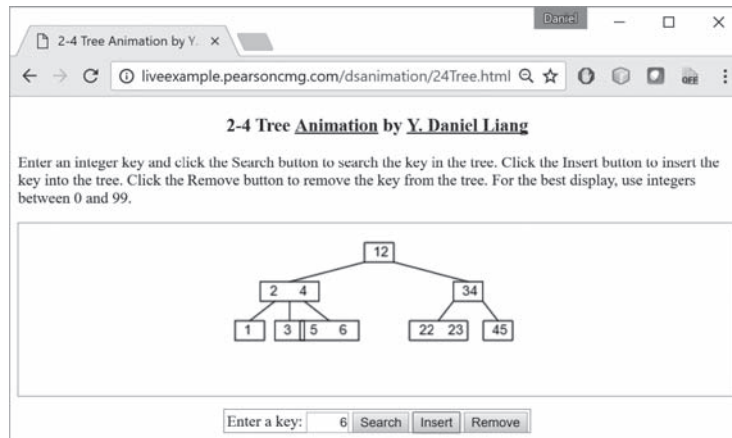 Daniel
2-4 Tree Animation by Y.
liveexample.pearsoncmg.com/dsanimation/24Tree.html
OFF
2-4 Tree Animation by Y. Daniel Liang
Enter an integer key and click the Search button to search the key in the tree. Click the Insert button to insert the
key into the tree. Click the Remove button to remove the key from the tree. For the best display, use integers
between 0 and 99.
12
2 4 34
1 3 5 6 22 23 45
Enter a key: 6 Search Insert Remove